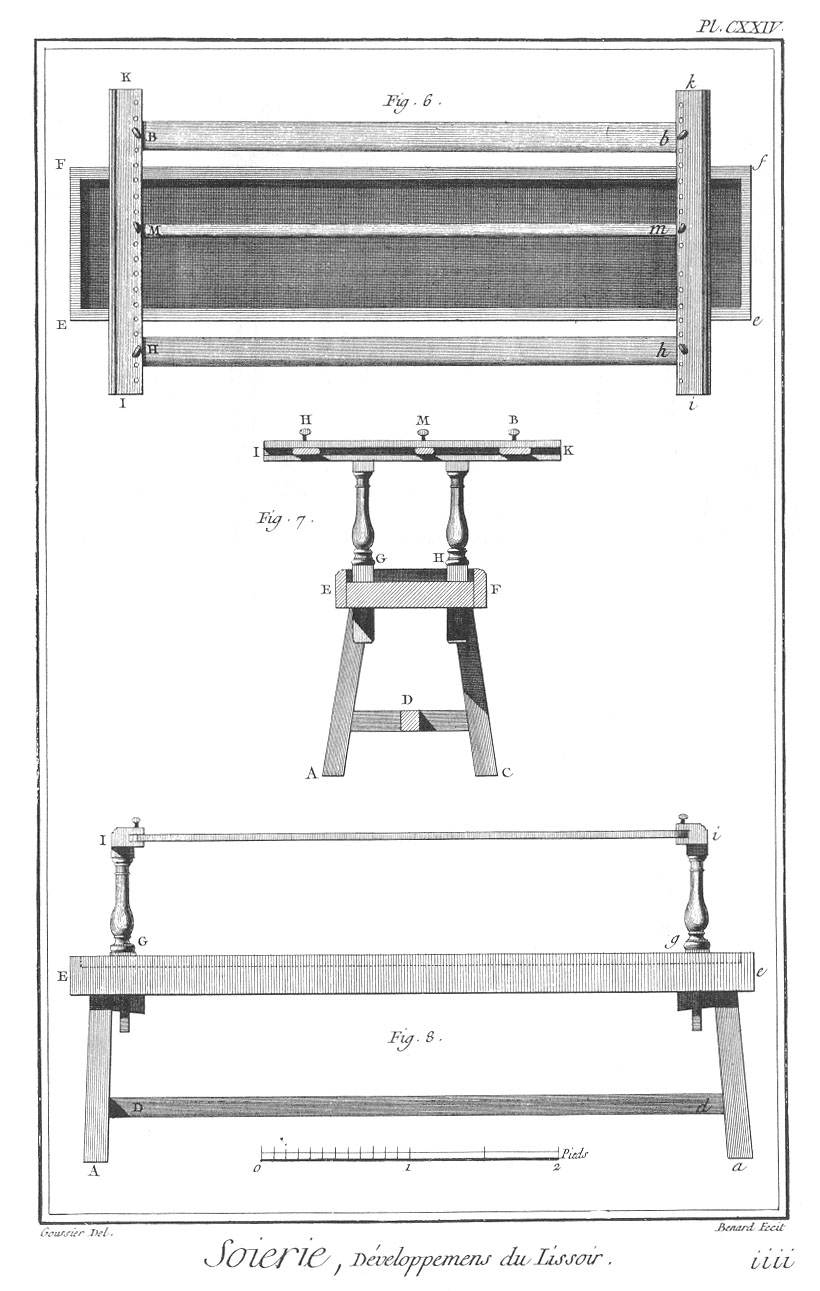 Pl. CXXIV.
K k
Fig. 6.
B b
F f
M m
E e
H h
I i
H M B
I K
Fig. 7.
G H
E F
D
A C
I i
G g
E e
Fig. 8.
D d
Pieds
0 1 2
A a
Goussier Del. Benard Fecit
Soierie, Développemens du Lissoir.
iiii